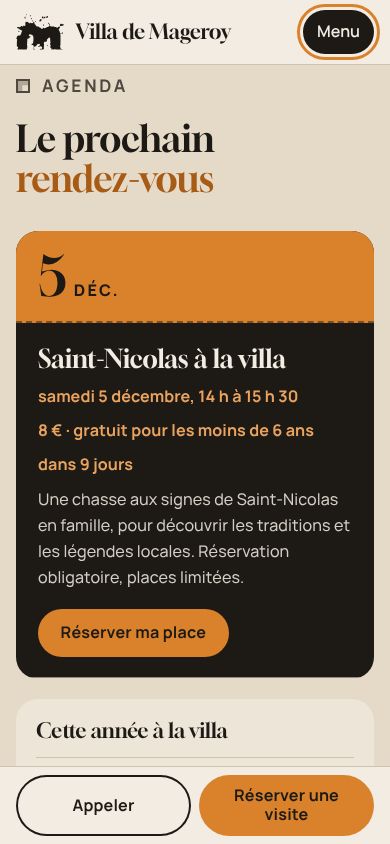 Villa de Mageroy
Menu
AGENDA
Le prochain
rendez-vous
5 DÉC.
Saint-Nicolas à la villa
samedi 5 décembre, 14 h à 15 h 30
8 € · gratuit pour les moins de 6 ans
dans 9 jours
Une chasse aux signes de Saint-Nicolas
en famille, pour découvrir les traditions et
les légendes locales. Réservation
obligatoire, places limitées.
Réserver ma place
Cette année à la villa
Appeler
Réserver une
visite